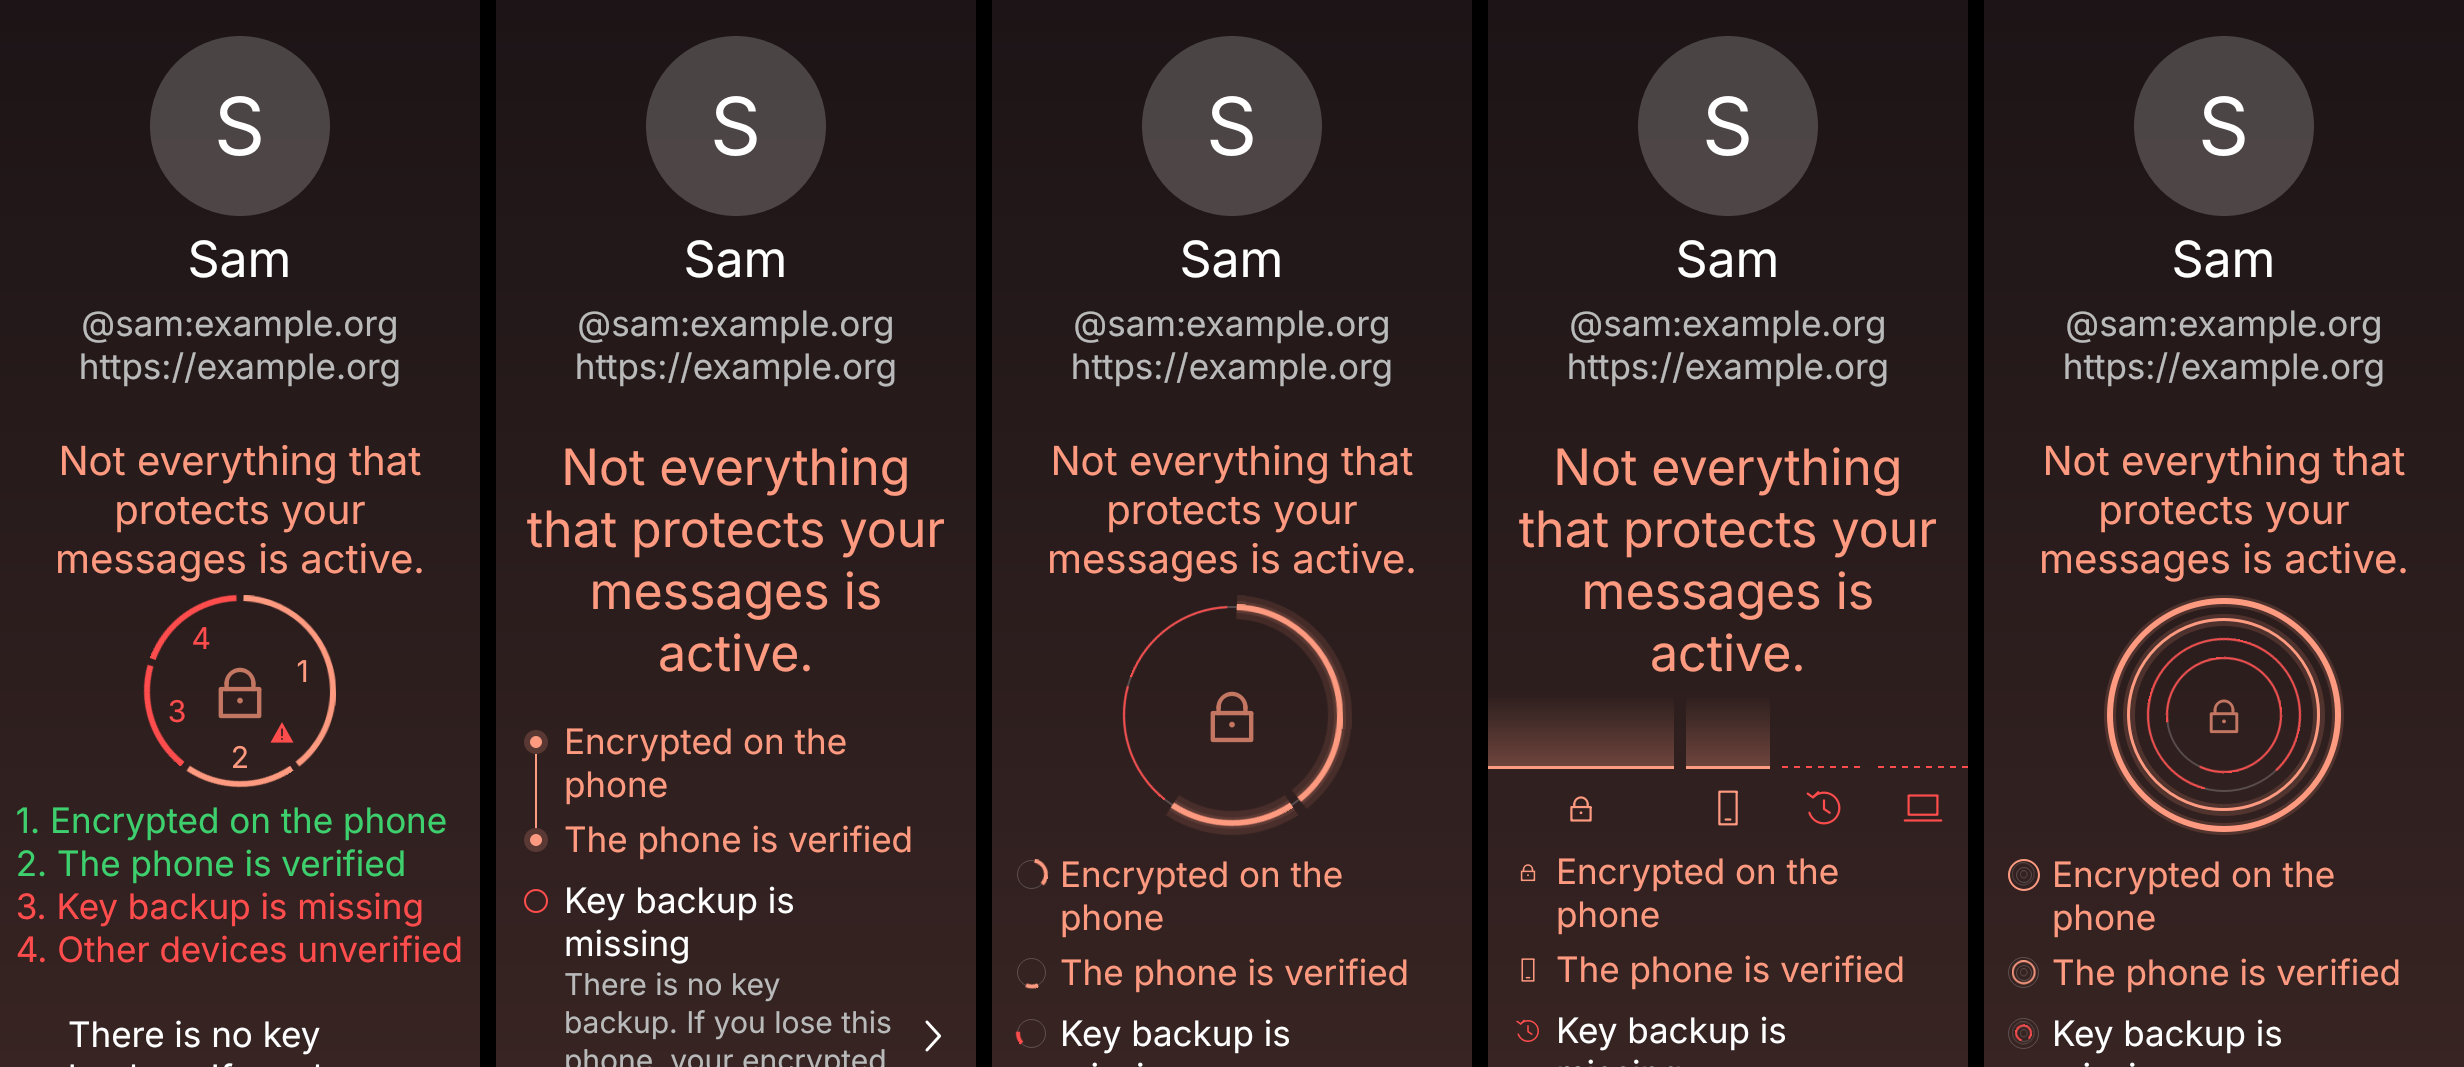 S
Sam
@sam:example.org
https://example.org
Not everything that
protects your
messages is active.
4
1
3
2
1. Encrypted on the phone
2. The phone is verified
3. Key backup is missing
4. Other devices unverified
There is no key
S
Sam
@sam:example.org
https://example.org
Not everything
that protects your
messages is
active.
Encrypted on the
phone
The phone is verified
Key backup is
missing
There is no key
backup. If you lose this
phone, your encrypted
S
Sam
@sam:example.org
https://example.org
Not everything that
protects your
messages is active.
Encrypted on the
phone
The phone is verified
Key backup is
S
Sam
@sam:example.org
https://example.org
Not everything
that protects your
messages is
active.
Encrypted on the
phone
The phone is verified
Key backup is
S
Sam
@sam:example.org
https://example.org
Not everything that
protects your
messages is active.
Encrypted on the
phone
The phone is verified
Key backup is